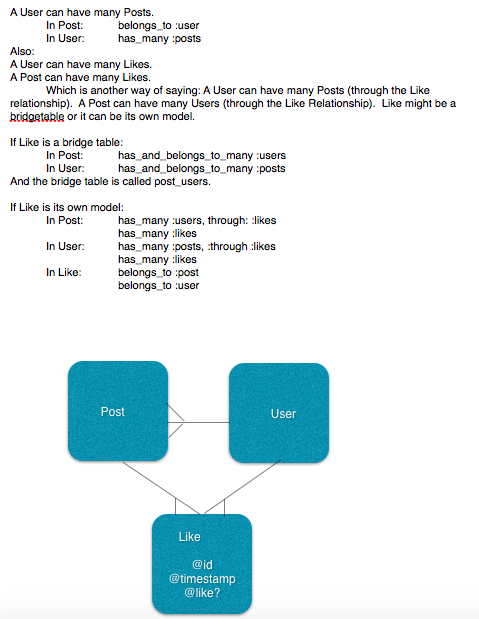 A User can have many Posts.
In Post: belongs_to :user
In User: has_many :posts
Also:
A User can have many Likes.
A Post can have many Likes.
Which is another way of saying: A User can have many Posts (through the Like
relationship). A Post can have many Users (through the Like Relationship). Like might be a
bridgetable or it can be its own model.
If Like is a bridge table:
In Post: has_and_belongs_to_many :users
In User: has_and_belongs_to_many :posts
And the bridge table is called post_users.
If Like is its own model:
In Post: has_many :users, through: :likes
has_many :likes
In User: has_many :posts, :through :likes
has_many :likes
In Like: belongs_to :post
belongs_to :user
Post
User
Like
@id
@timestamp
@like?